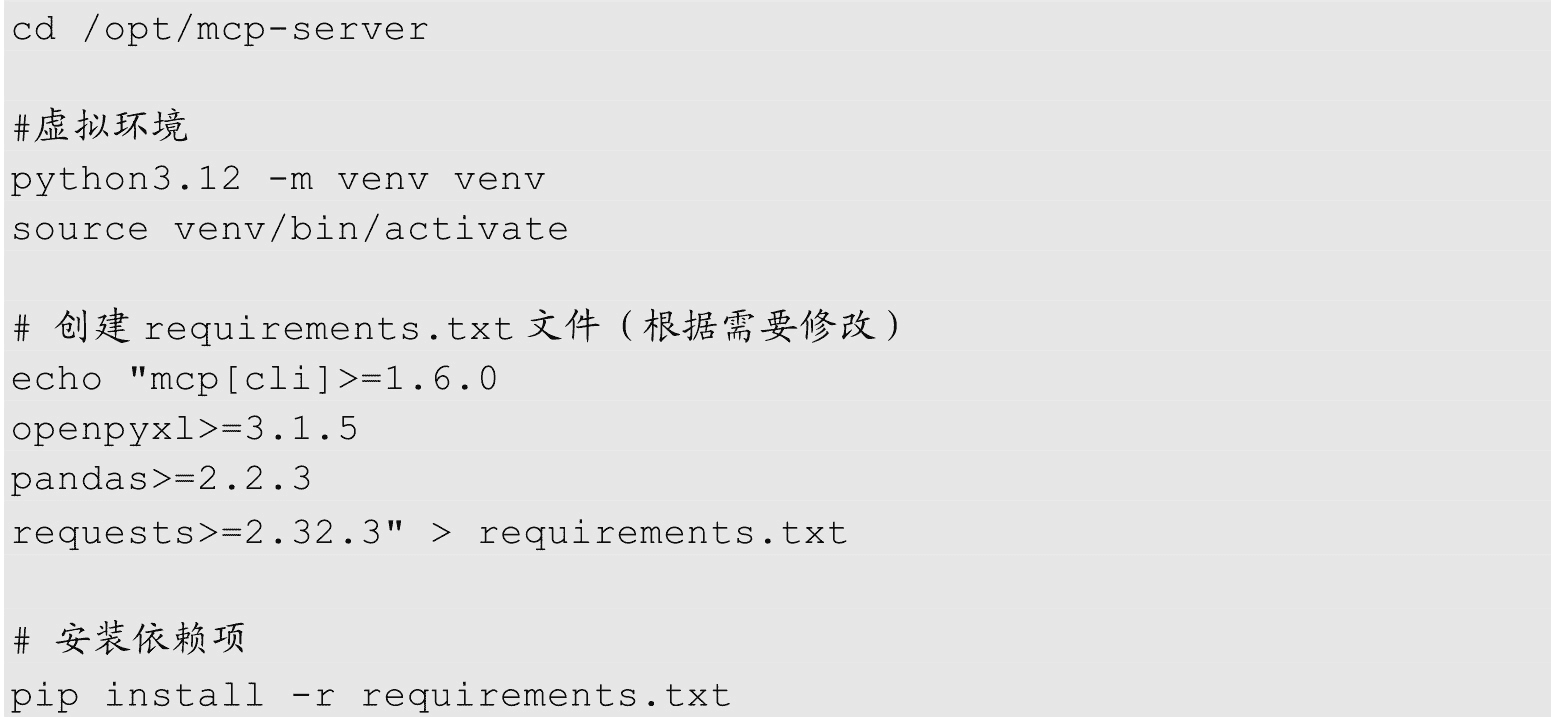 cd /opt/mcp-server
#虚拟环境
python3.12 -m venv venv
source venv/bin/activate
# 创建 requirements.txt 文件（根据需要修改）
echo "mcp[cli]>=1.6.0
openpyxl>=3.1.5
pandas>=2.2.3
requests>=2.32.3" > requirements.txt
# 安装依赖项
pip install -r requirements.txt